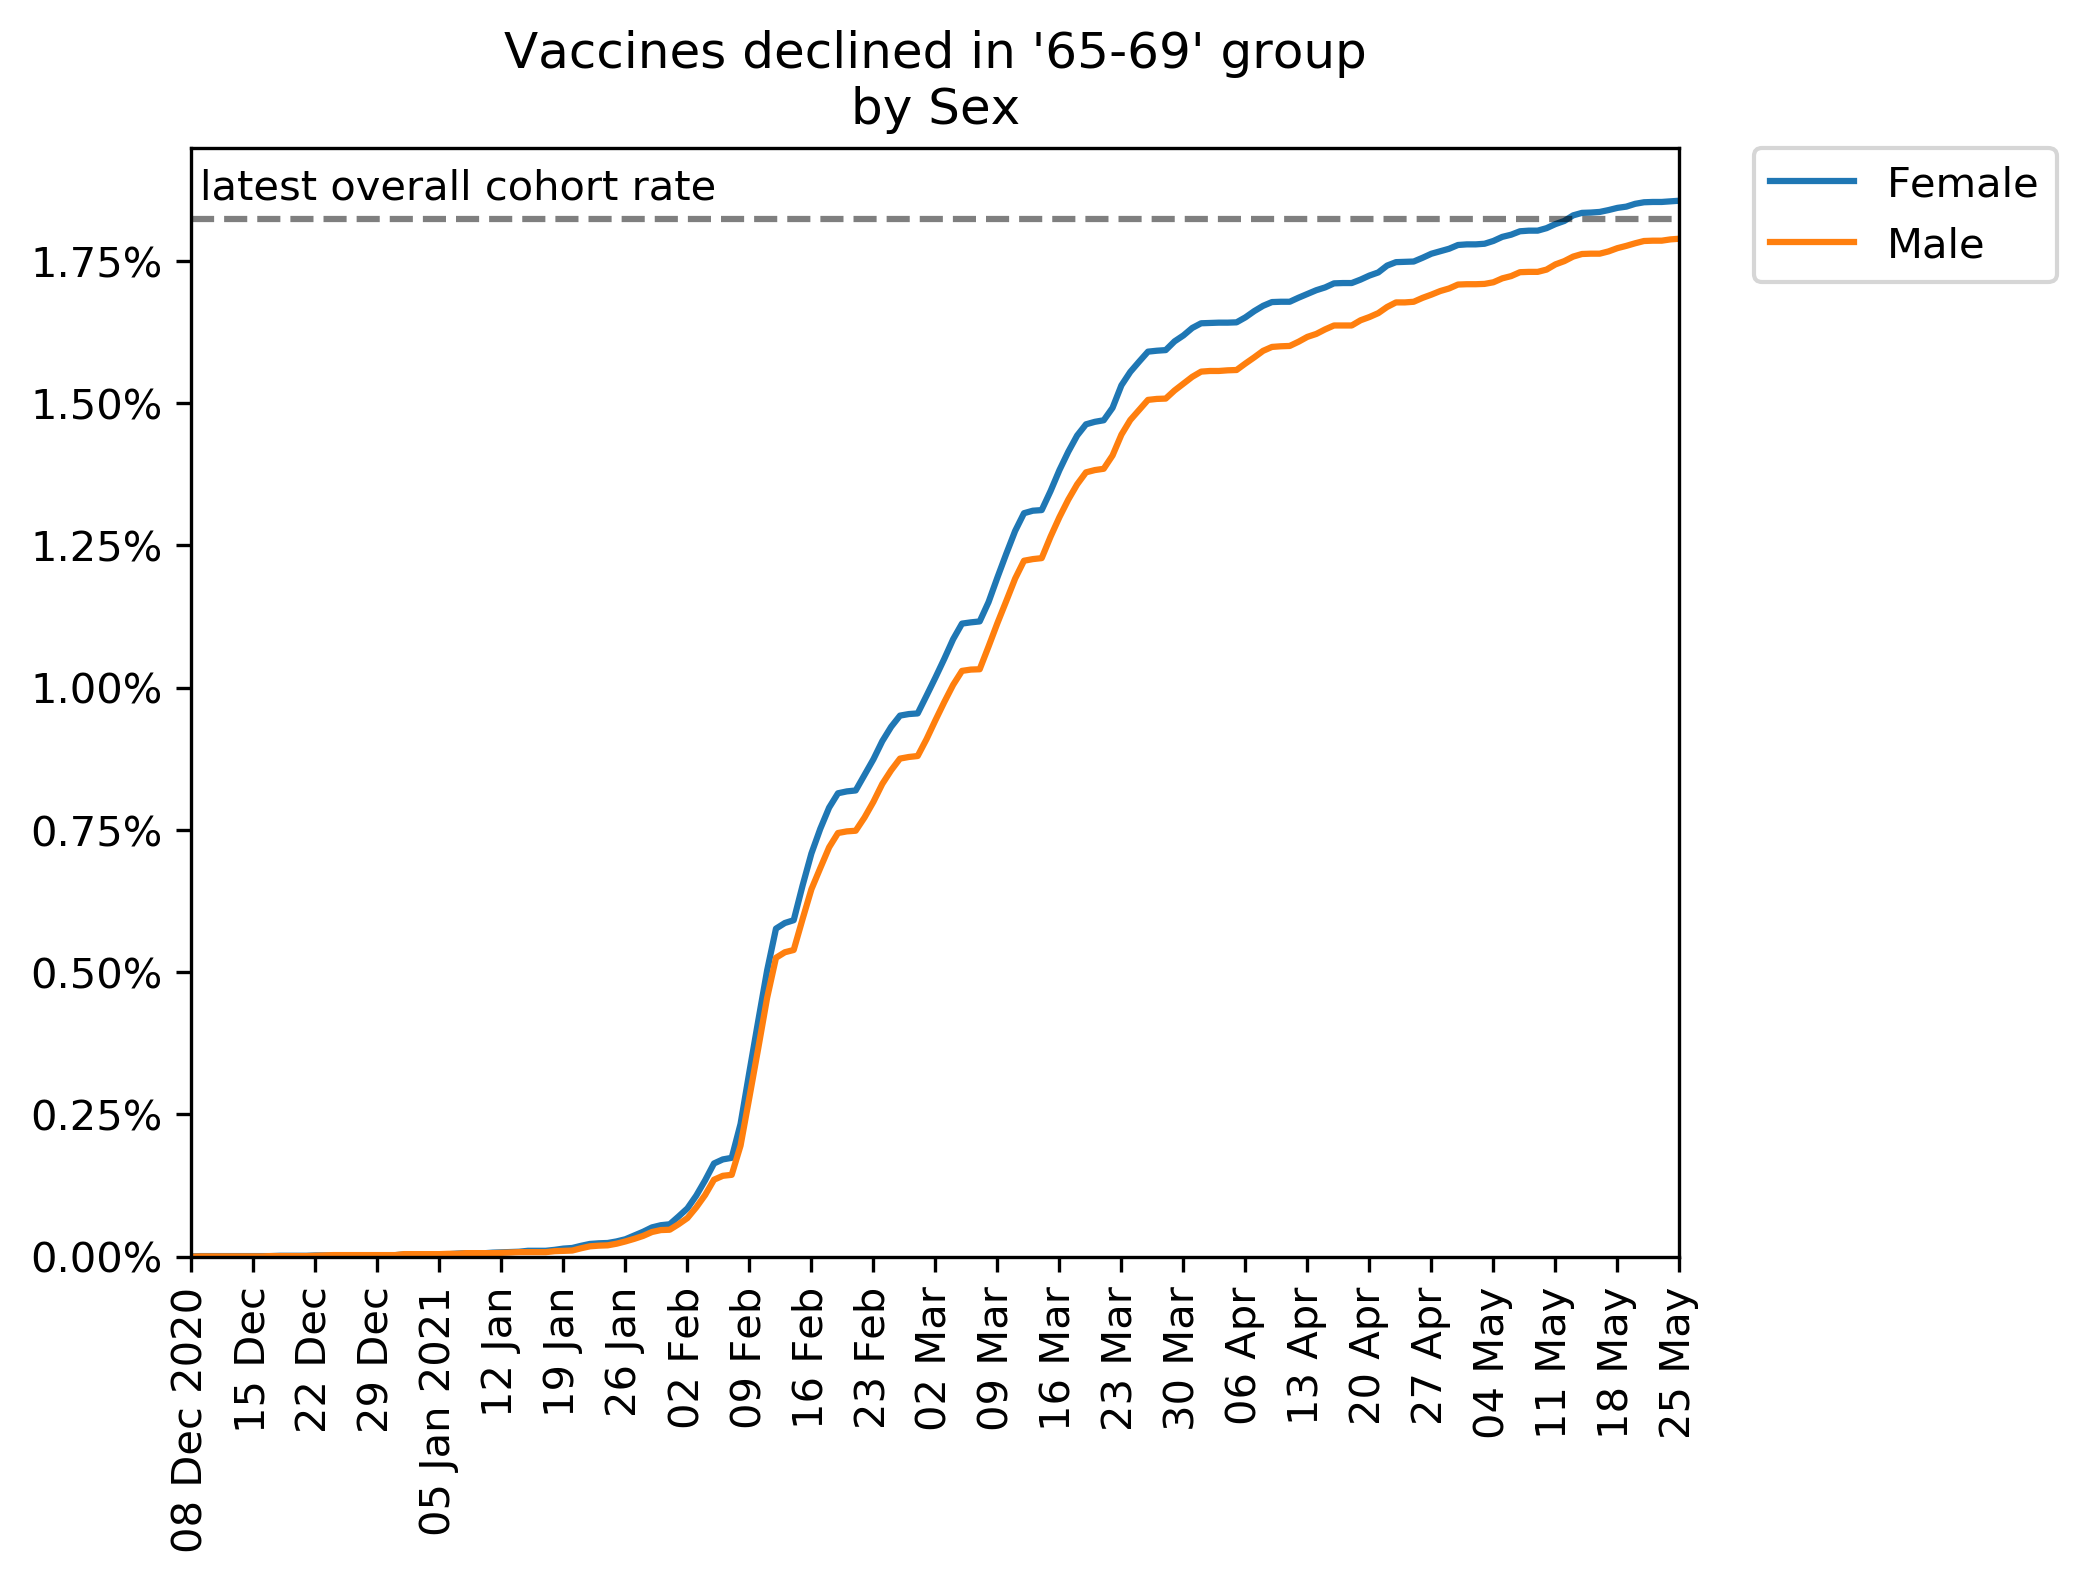 Vaccines declined in '65-69' group
by Sex
latest overall cohort rate
Female
Male
1.75%
1.50%
1.25%
1.00%
0.75%
0.50%
0.25%
0.00%
08 Dec 2020
15 Dec
22 Dec
29 Dec
05 Jan 2021
12 Jan
19 Jan
26 Jan
02 Feb
09 Feb
16 Feb
23 Feb
02 Mar
09 Mar
16 Mar
23 Mar
30 Mar
06 Apr
13 Apr
20 Apr
27 Apr
04 May
11 May
18 May
25 May